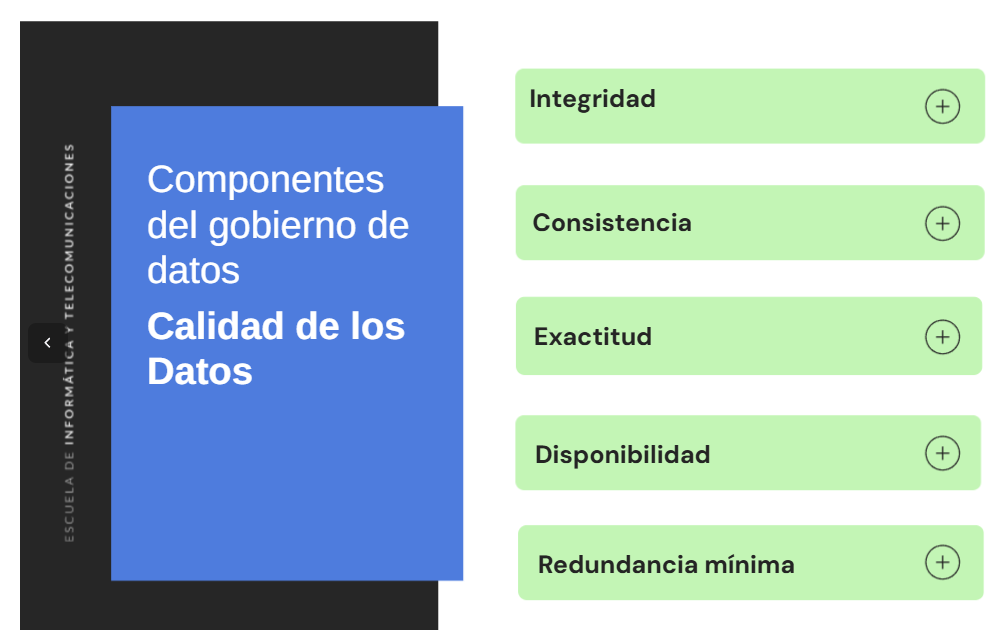 ESCUELA DE INFORMÁTICA Y TELECOMUNICACIONES
Componentes
del gobierno de
datos
Calidad de los
Datos
Integridad
Consistencia
Exactitud
Disponibilidad
Redundancia mínima